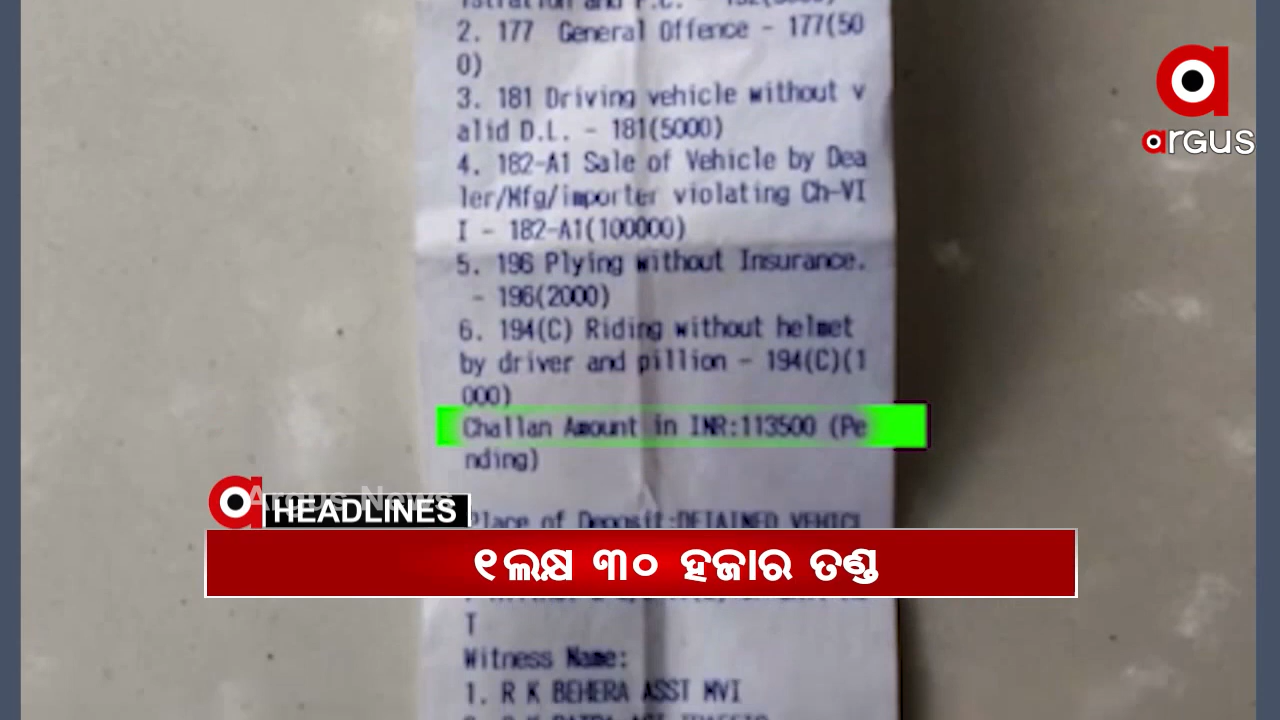 2. 177 General Offence - 177(50
0)
3. 181 Driving vehicle without v
alid D.L. - 181(5000)
4. 182-A1 Sale of Vehicle by Dea
ler/Mfg/importer violating Ch-VI
I - 182-A1(100000)
5. 196 Plying without Insurance.
- 196(2000)
6. 194(C) Riding without helmet
by driver and pillion - 194(C)(1
000)
Challan Amount in INR:113500 (Pe
nding)
Place of Deposit:DETAINED VEHICL
T
Witness Name:
1. R K BEHERA ASST MVI
argus
Argus News
HEADLINES
୧ଲକ୍ଷ ୩୦ ହଜାର ଦଣ୍ଡ